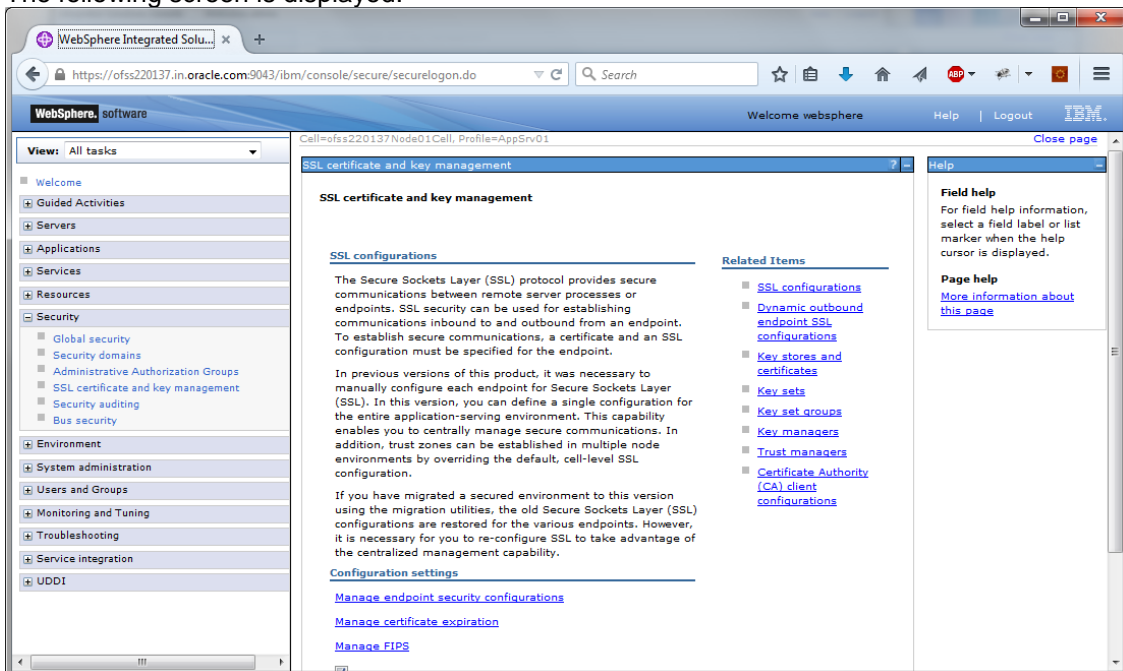 The following screen is displayed.
WebSphere Integrated Solu... × +
https://ofss220137.in.oracle.com:9043/ibm/console/secure/securelogon.do
Search
ABP
WebSphere. software
Welcome websphere
Help | Logout
IBM.
View: All tasks
Welcome
Guided Activities
Servers
Applications
Services
Resources
Security
Global security
Security domains
Administrative Authorization Groups
SSL certificate and key management
Security auditing
Bus security
Environment
System administration
Users and Groups
Monitoring and Tuning
Troubleshooting
Service integration
UDDI
Cell=ofss220137Node01Cell, Profile=AppSrv01
Close page
SSL certificate and key management ? -
SSL certificate and key management
SSL configurations
The Secure Sockets Layer (SSL) protocol provides secure
communications between remote server processes or
endpoints. SSL security can be used for establishing
communications inbound to and outbound from an endpoint.
To establish secure communications, a certificate and an SSL
configuration must be specified for the endpoint.
In previous versions of this product, it was necessary to
manually configure each endpoint for Secure Sockets Layer
(SSL). In this version, you can define a single configuration for
the entire application-serving environment. This capability
enables you to centrally manage secure communications. In
addition, trust zones can be established in multiple node
environments by overriding the default, cell-level SSL
configuration.
If you have migrated a secured environment to this version
using the migration utilities, the old Secure Sockets Layer (SSL)
configurations are restored for the various endpoints. However,
it is necessary for you to re-configure SSL to take advantage of
the centralized management capability.
Configuration settings
Manage endpoint security configurations
Manage certificate expiration
Manage FIPS
Related Items
SSL configurations
Dynamic outbound
endpoint SSL
configurations
Key stores and
certificates
Key sets
Key set groups
Key managers
Trust managers
Certificate Authority
(CA) client
configurations
Help -
Field help
For field help information,
select a field label or list
marker when the help
cursor is displayed.
Page help
More information about
this page